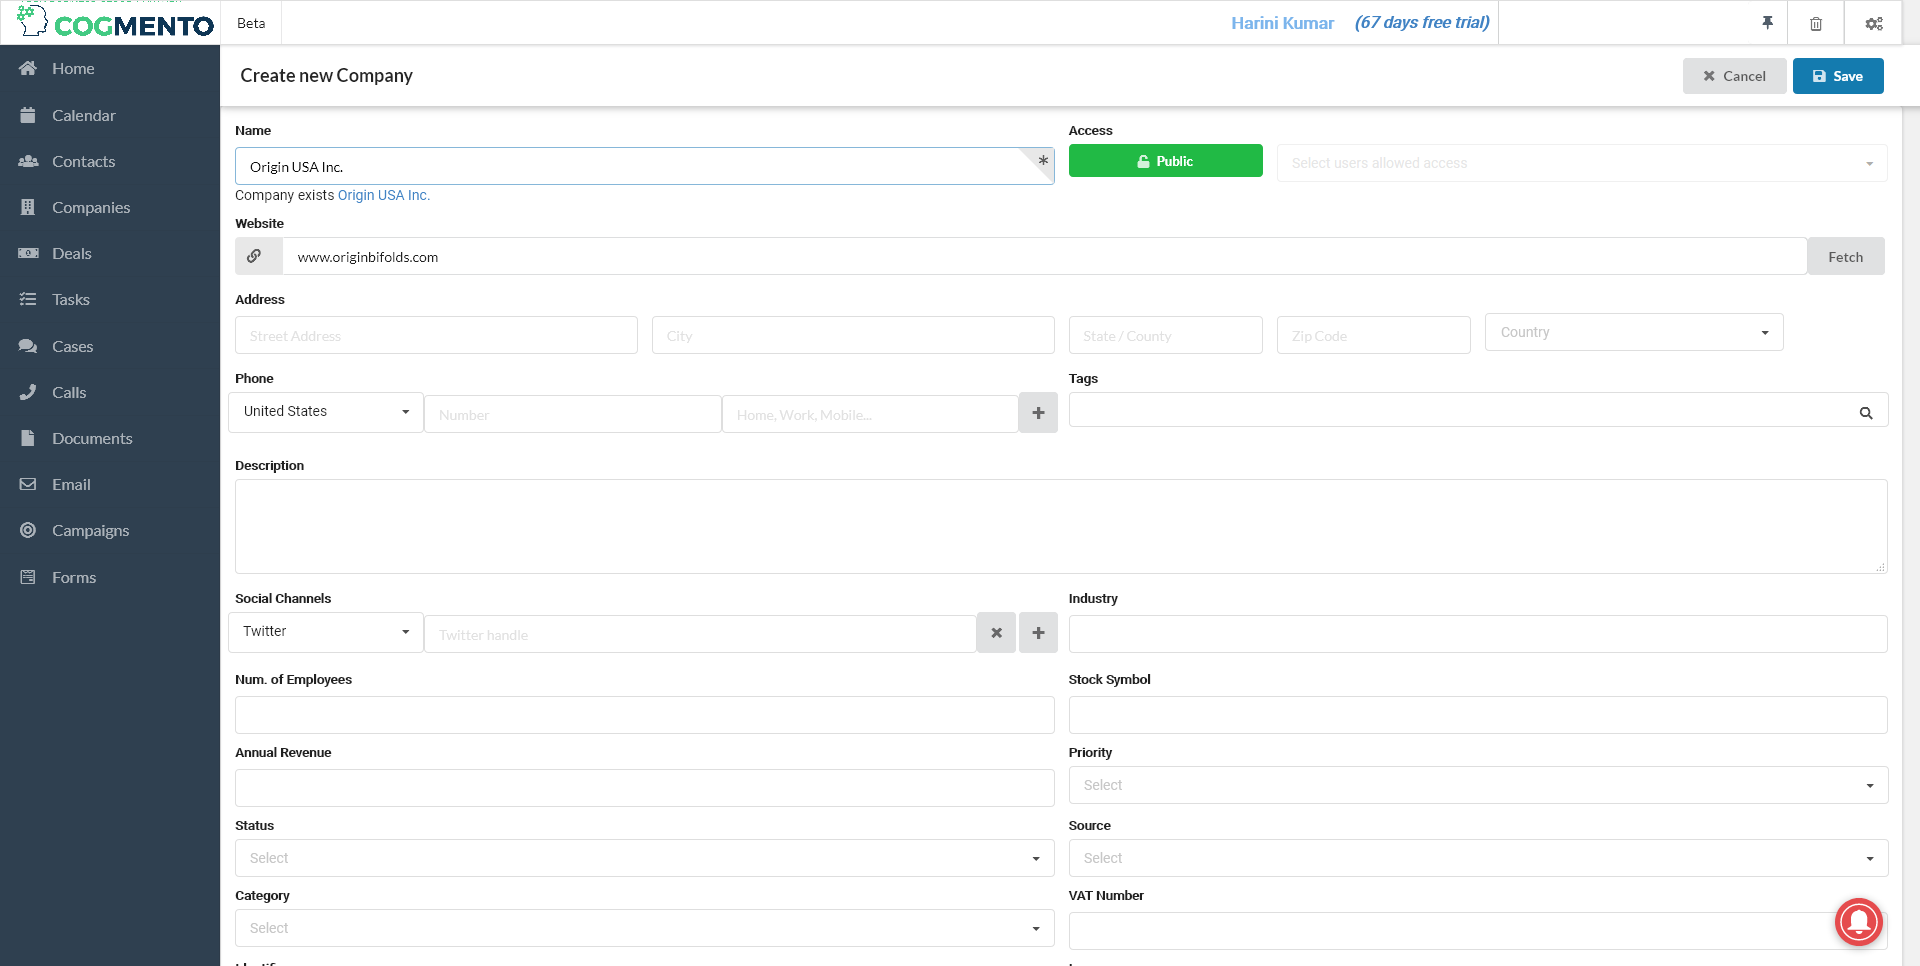 COGMENTO
Beta
Harini Kumar (67 days free trial)
Home
Calendar
Contacts
Companies
Deals
Tasks
Cases
Calls
Documents
Email
Campaigns
Forms
Create new Company
Cancel
Save
Name
Access
Origin USA Inc.
*
Public
Select users allowed access
Company exists Origin USA Inc.
Website
www.originbifolds.com
Fetch
Address
Street Address
City
State / County
Zip Code
Country
Phone
Tags
United States
Number
Home, Work, Mobile...
Description
Social Channels
Industry
Twitter
Twitter handle
Num. of Employees
Stock Symbol
Annual Revenue
Priority
Select
Status
Source
Select
Select
Category
VAT Number
Select